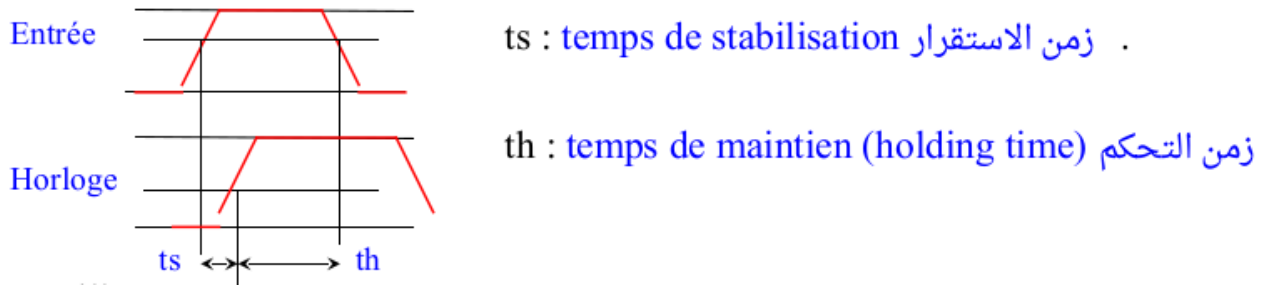 Entrée
ts : temps de stabilisation زمن الاستقرار .
th : temps de maintien (holding time) زمن التحكم
Horloge
ts th